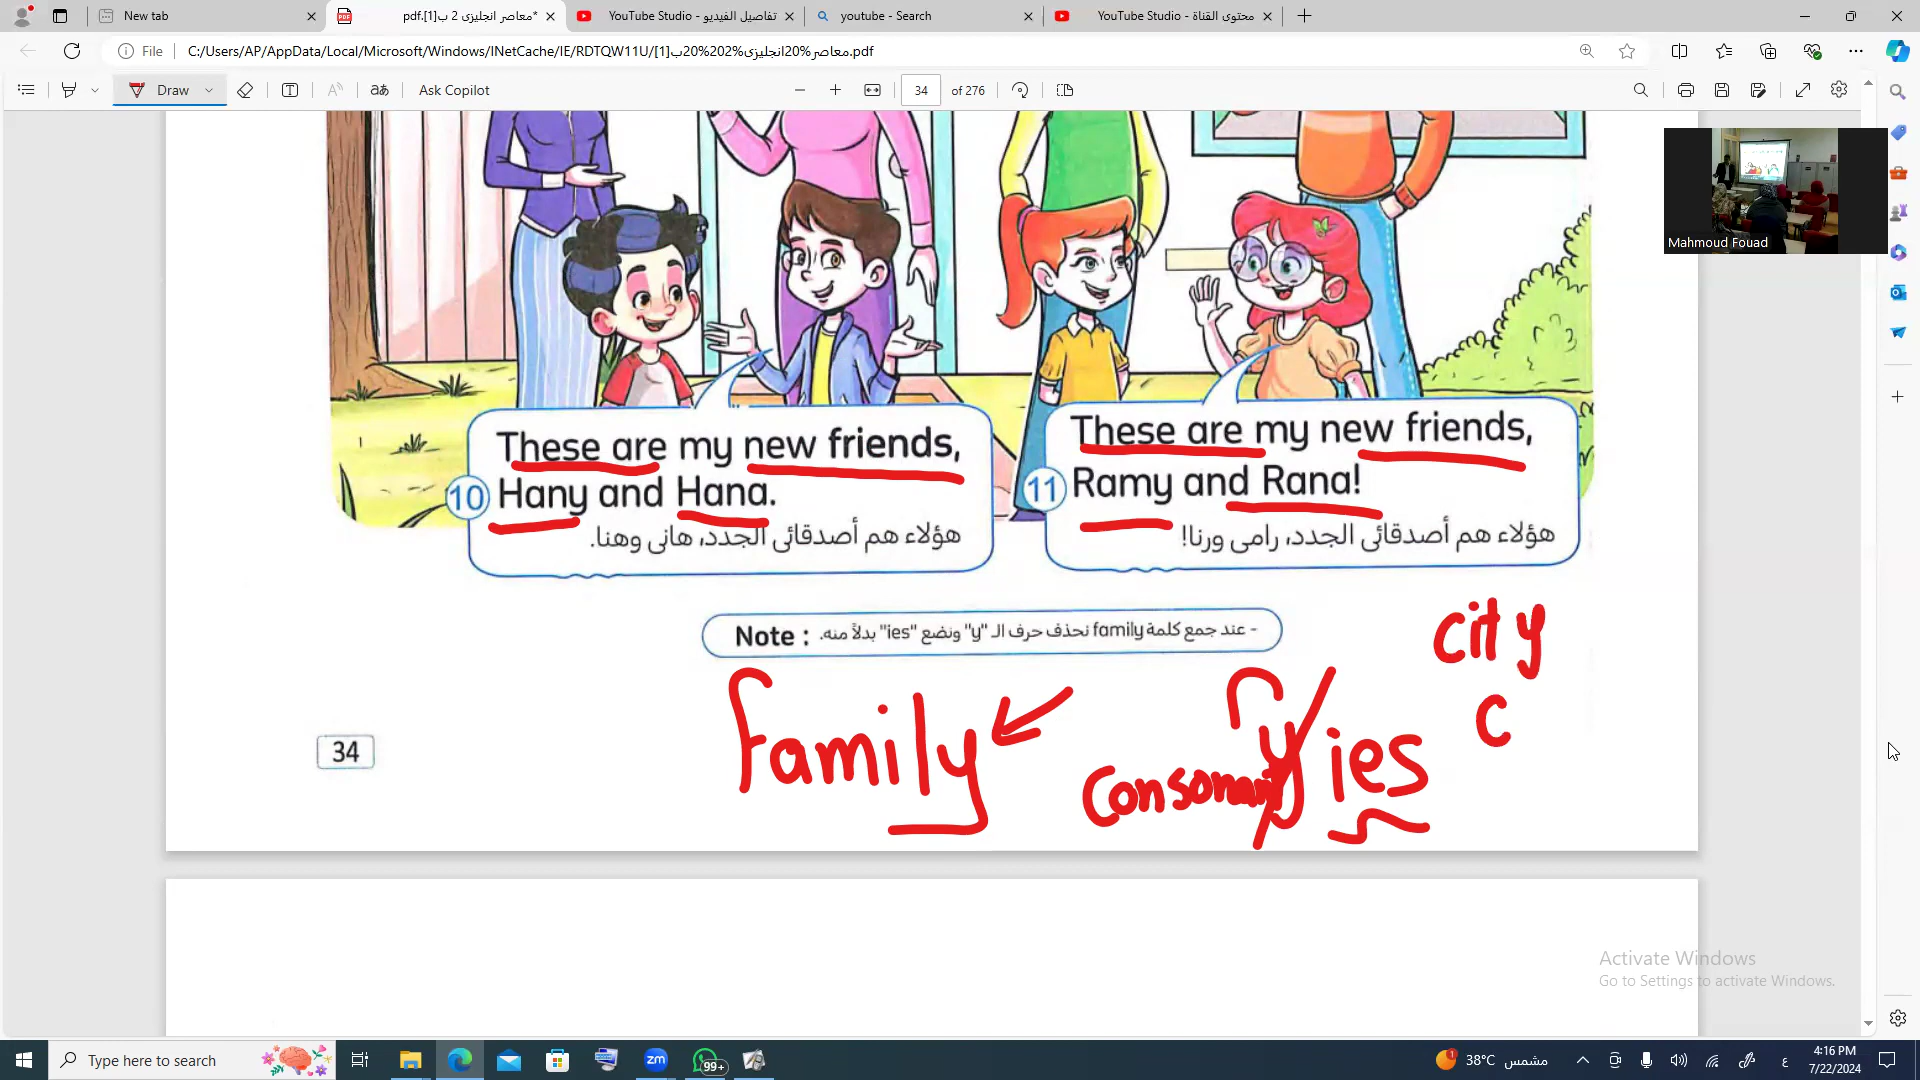 New tab
*معاصر انجليزى 2 ب[1].pdf
YouTube Studio - تفاصيل الفيديو
youtube - Search
YouTube Studio - محتوى القناة
File
C:/Users/AP/AppData/Local/Microsoft/Windows/INetCache/IE/RDTQW11U/معاصر%20انجليزى%202%20ب[1].pdf
Draw
Ask Copilot
34
of 276
Mahmoud Fouad
These are my new friends,
10 Hany and Hana.
هؤلاء هم أصدقائى الجدد، هانى وهنا.
These are my new friends,
11 Ramy and Rana!
هؤلاء هم أصدقائى الجدد، رامى ورنا!
Note :
- عند جمع كلمة family نحذف حرف الـ "y" ونضع "ies" بدلاً منه.
city
c
family
consonant
y ies
34
Activate Windows
Go to Settings to activate Windows.
Type here to search
zm
99+
1
38°C مشمس
ع
4:16 PM
7/22/2024